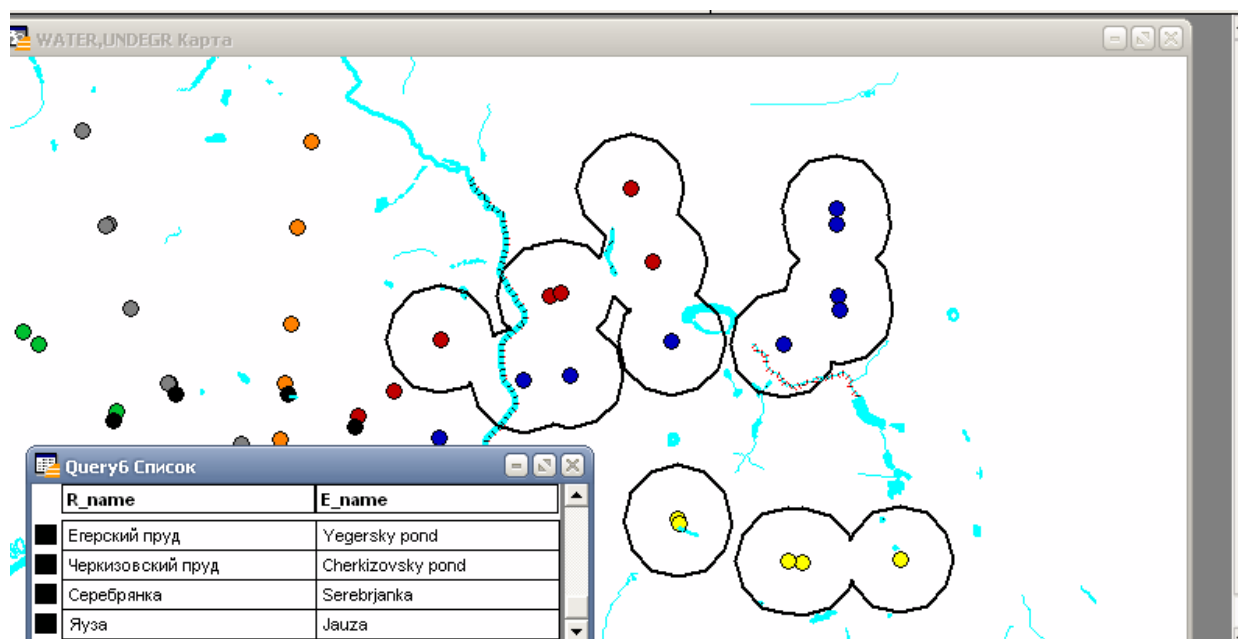 WATER,UNDEGR Карта
Query6 Список
R_name E_name
Егерский пруд Yegersky pond
Черкизовский пруд Cherkizovsky pond
Серебрянка Serebrjanka
Яуза Jauza